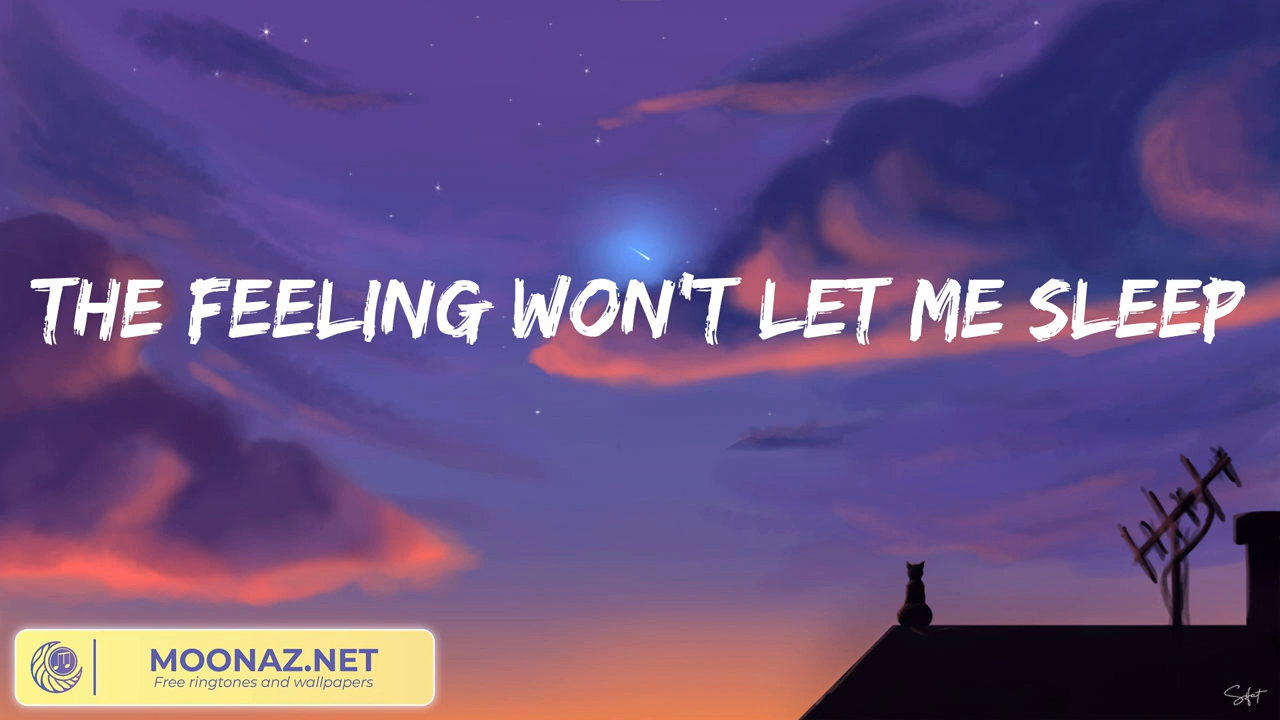 THE FEELING WON'T LET ME SLEEP
MOONAZ.NET
Free ringtones and wallpapers